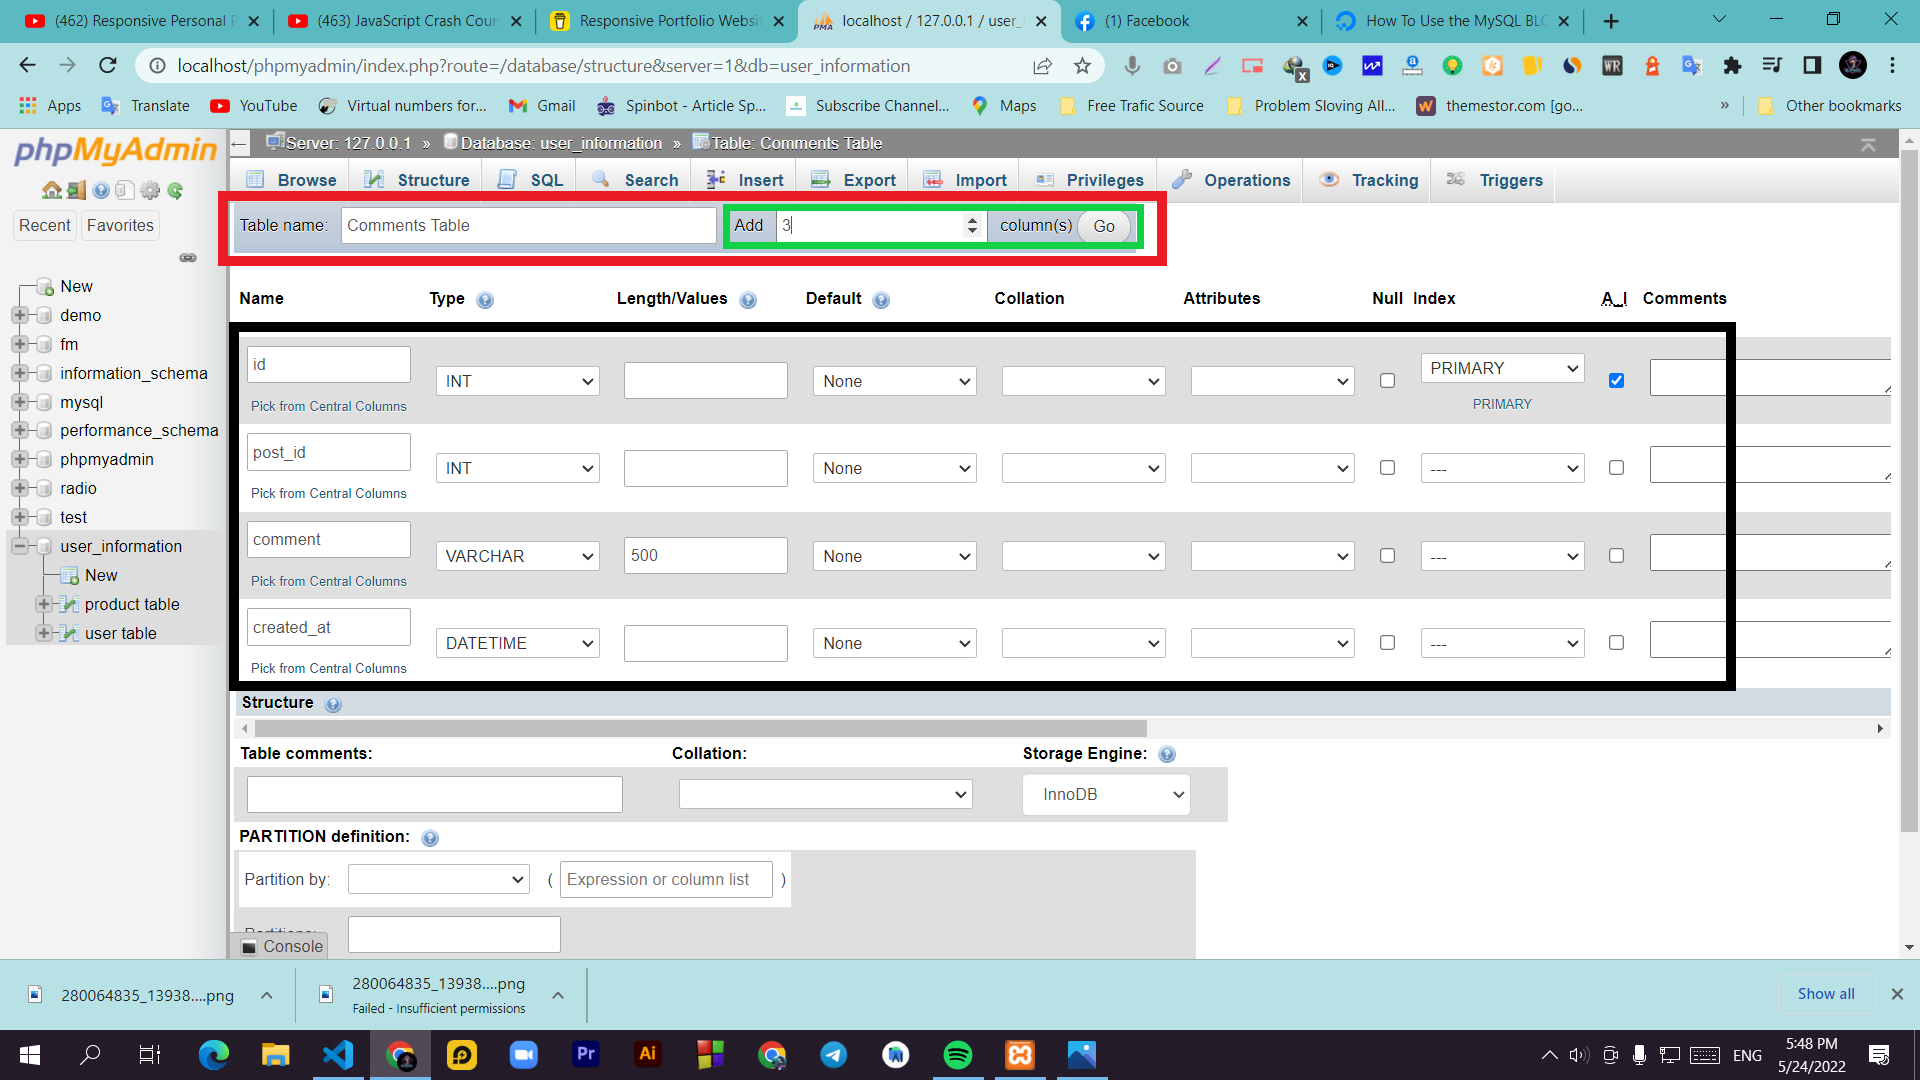 (462) Responsive Personal P
(463) JavaScript Crash Cour
Responsive Portfolio Websit
PMA localhost / 127.0.0.1 / user_
(1) Facebook
How To Use the MySQL BLO
localhost/phpmyadmin/index.php?route=/database/structure&server=1&db=user_information
Apps
Translate
YouTube
Virtual numbers for...
Gmail
Spinbot - Article Sp...
Subscribe Channel...
Maps
Free Trafic Source
Problem Sloving All...
themestor.com [go...
»
Other bookmarks
phpMyAdmin
Recent
Favorites
New
demo
fm
information_schema
mysql
performance_schema
phpmyadmin
radio
test
user_information
New
product table
user table
Server: 127.0.0.1 » Database: user_information » Table: Comments Table
Browse
Structure
SQL
Search
Insert
Export
Import
Privileges
Operations
Tracking
Triggers
Table name: Comments Table Add 3 column(s) Go
Name Type Length/Values Default Collation Attributes Null Index A_I Comments
id INT None PRIMARY
Pick from Central Columns PRIMARY
post_id INT None ---
Pick from Central Columns
comment VARCHAR 500 None ---
Pick from Central Columns
created_at DATETIME None ---
Pick from Central Columns
Structure
Table comments: Collation: Storage Engine:
InnoDB
PARTITION definition:
Partition by: ( Expression or column list )
Partitions:
Console
280064835_13938....png
280064835_13938....png
Failed - Insufficient permissions
Show all
Pr
Ai
ENG
5:48 PM
5/24/2022